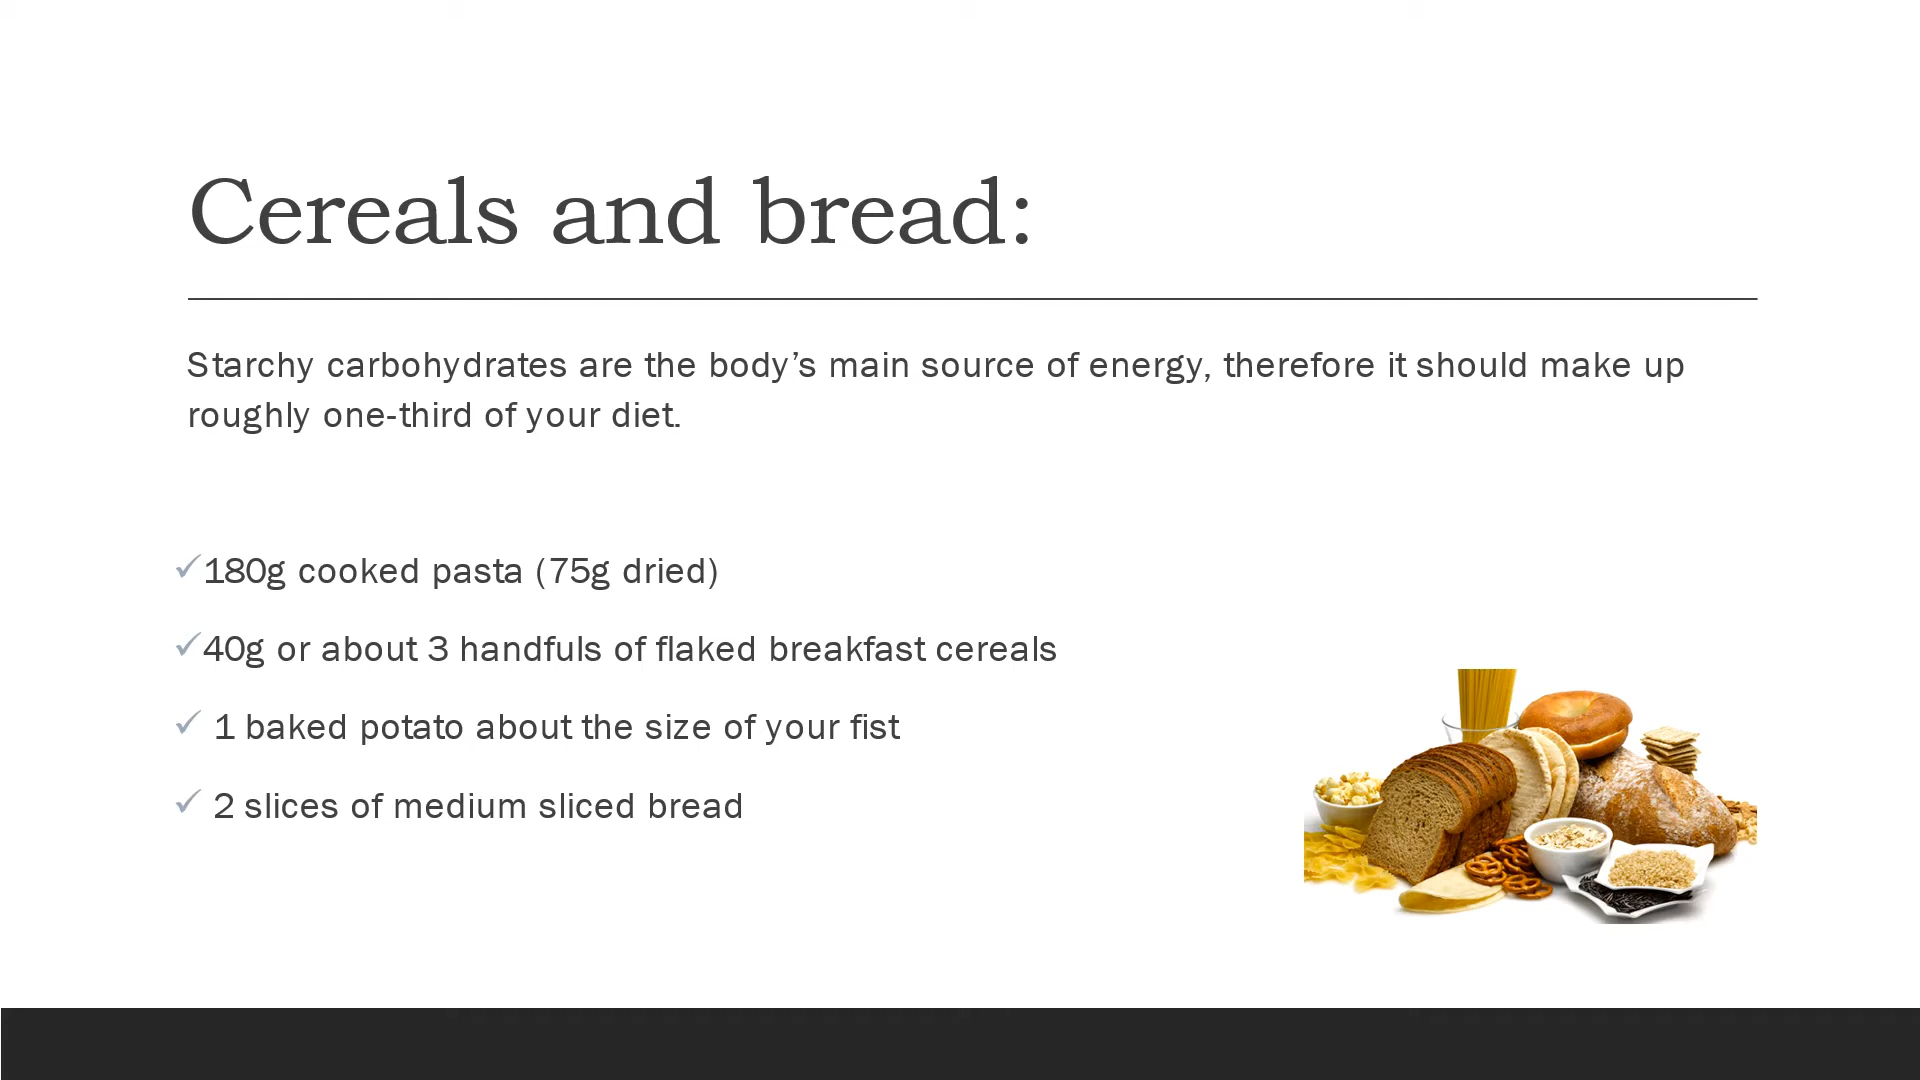 Cereals and bread:
Starchy carbohydrates are the body’s main source of energy, therefore it should make up
roughly one-third of your diet.
✓180g cooked pasta (75g dried)
✓40g or about 3 handfuls of flaked breakfast cereals
✓ 1 baked potato about the size of your fist
✓ 2 slices of medium sliced bread